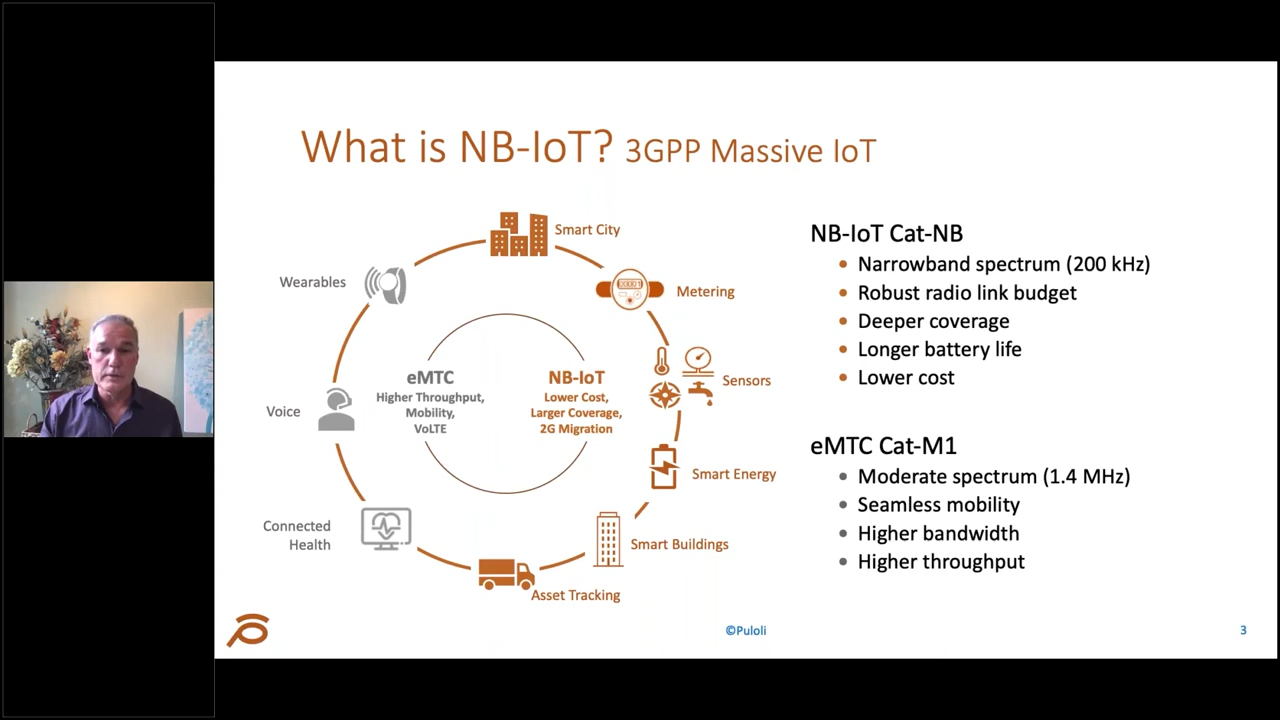 What is NB-IoT? 3GPP Massive IoT
Smart City
Wearables
Metering
eMTC
Higher Throughput,
Mobility,
VoLTE
NB-IoT
Lower Cost,
Larger Coverage,
2G Migration
Sensors
Voice
Smart Energy
Connected
Health
Smart Buildings
Asset Tracking
NB-IoT Cat-NB
• Narrowband spectrum (200 kHz)
• Robust radio link budget
• Deeper coverage
• Longer battery life
• Lower cost
eMTC Cat-M1
• Moderate spectrum (1.4 MHz)
• Seamless mobility
• Higher bandwidth
• Higher throughput
©Puloli
3